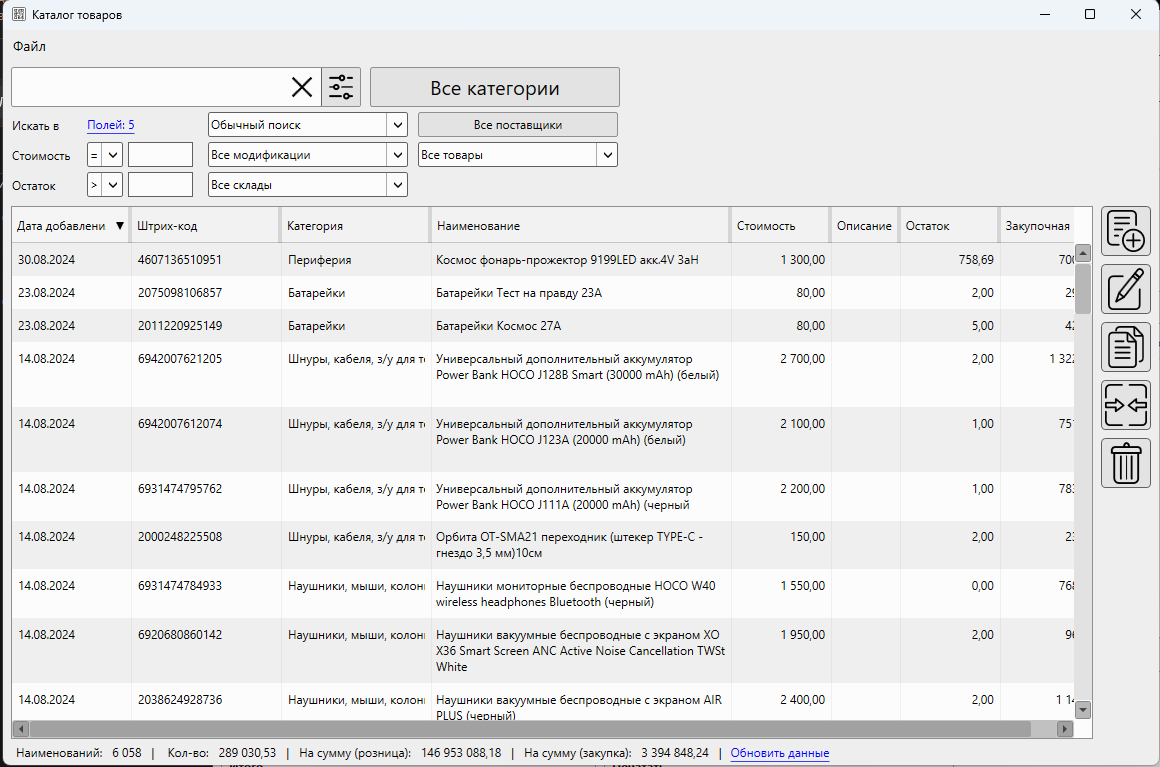 Каталог товаров
Файл
Все категории
Искать в Полей: 5 Обычный поиск Все поставщики
Стоимость = Все модификации Все товары
Остаток > Все склады
Дата добавлени ▼ Штрих-код Категория Наименование Стоимость Описание Остаток Закупочная
30.08.2024 4607136510951 Периферия Космос фонарь-прожектор 9199LED акк.4V 3аН 1 300,00 758,69 700
23.08.2024 2075098106857 Батарейки Батарейки Тест на правду 23А 80,00 2,00 29
23.08.2024 2011220925149 Батарейки Батарейки Космос 27А 80,00 5,00 42
14.08.2024 6942007621205 Шнуры, кабеля, з/у для те Универсальный дополнительный аккумулятор 2 700,00 2,00 1 322
Power Bank HOCO J128B Smart (30000 mAh) (белый)
14.08.2024 6942007612074 Шнуры, кабеля, з/у для те Универсальный дополнительный аккумулятор 2 100,00 1,00 751
Power Bank HOCO J123A (20000 mAh) (белый)
14.08.2024 6931474795762 Шнуры, кабеля, з/у для те Универсальный дополнительный аккумулятор 2 200,00 1,00 783
Power Bank HOCO J111A (20000 mAh) (черный
14.08.2024 2000248225508 Шнуры, кабеля, з/у для те Орбита OT-SMA21 переходник (штекер TYPE-C - 150,00 2,00 23
гнездо 3,5 мм)10см
14.08.2024 6931474784933 Наушники, мыши, колон Наушники мониторные беспроводные HOCO W40 1 550,00 0,00 768
wireless headphones Bluetooth (черный)
14.08.2024 6920680860142 Наушники, мыши, колон Наушники вакуумные беспроводные с экраном XO 1 950,00 2,00 96
X36 Smart Screen ANC Active Noise Cancellation TWSt
White
14.08.2024 2038624928736 Наушники, мыши, колон Наушники вакуумные беспроводные с экраном AIR 2 400,00 2,00 1 14
PLUS (черный)
Наименований: 6 058 | Кол-во: 289 030,53 | На сумму (розница): 146 953 088,18 | На сумму (закупка): 3 394 848,24 | Обновить данные